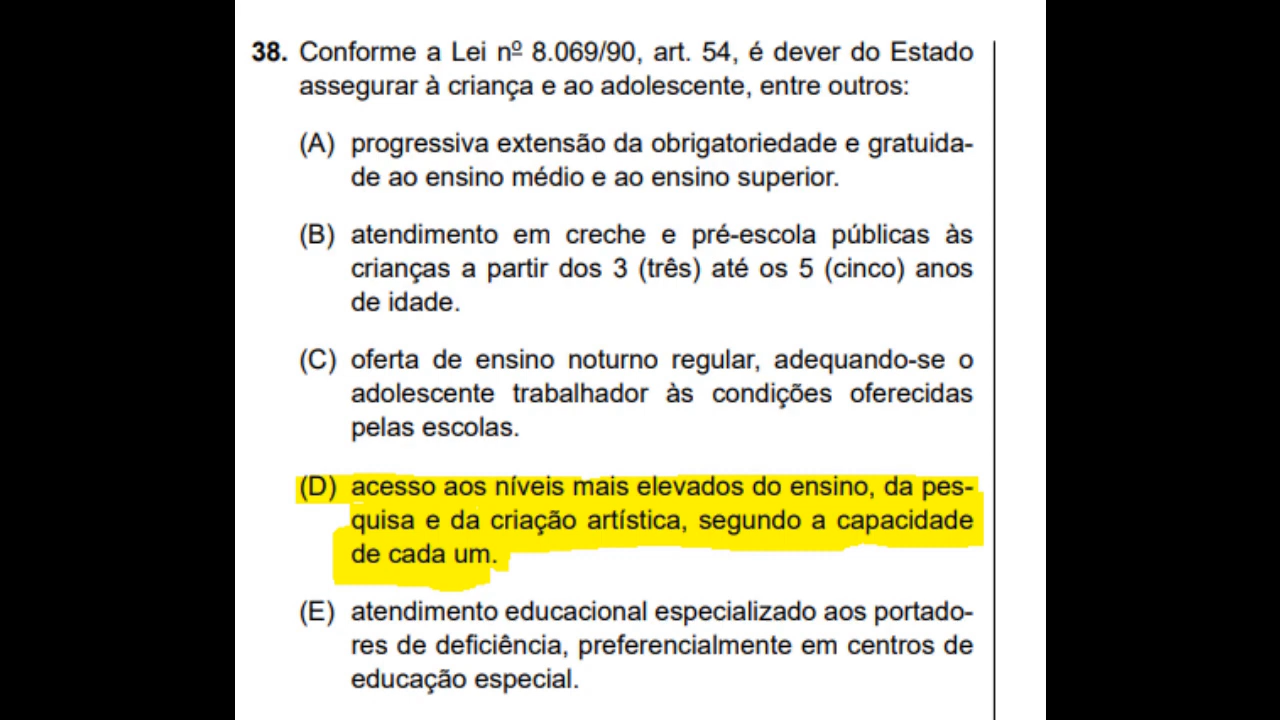 38. Conforme a Lei nº 8.069/90, art. 54, é dever do Estado
assegurar à criança e ao adolescente, entre outros:
(A) progressiva extensão da obrigatoriedade e gratuida-
de ao ensino médio e ao ensino superior.
(B) atendimento em creche e pré-escola públicas às
crianças a partir dos 3 (três) até os 5 (cinco) anos
de idade.
(C) oferta de ensino noturno regular, adequando-se o
adolescente trabalhador às condições oferecidas
pelas escolas.
(D) acesso aos níveis mais elevados do ensino, da pes-
quisa e da criação artística, segundo a capacidade
de cada um.
(E) atendimento educacional especializado aos portado-
res de deficiência, preferencialmente em centros de
educação especial.